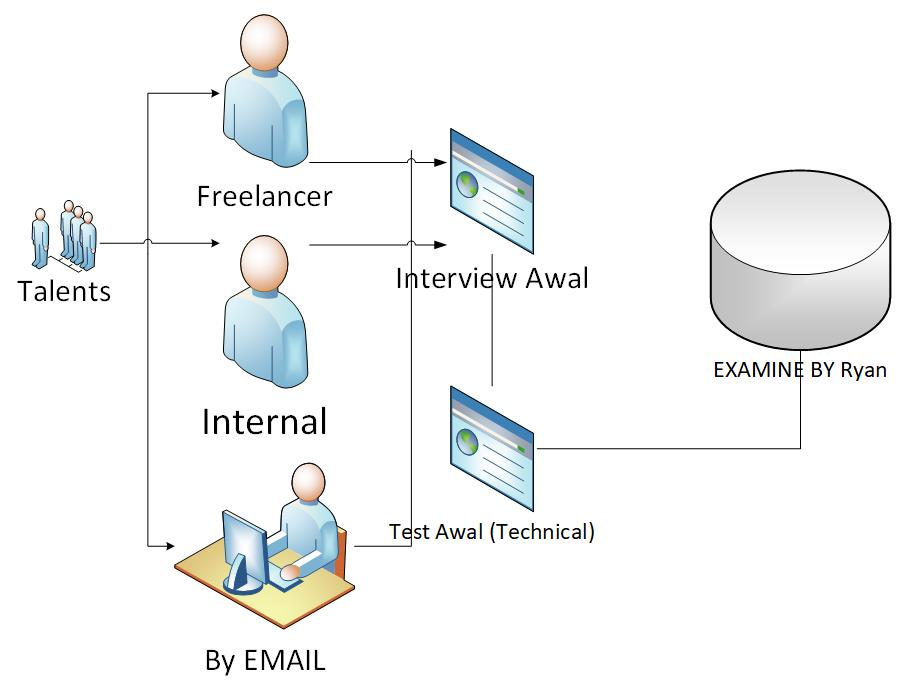 Freelancer
Talents
Interview Awal
EXAMINE BY Ryan
Internal
Test Awal (Technical)
By EMAIL